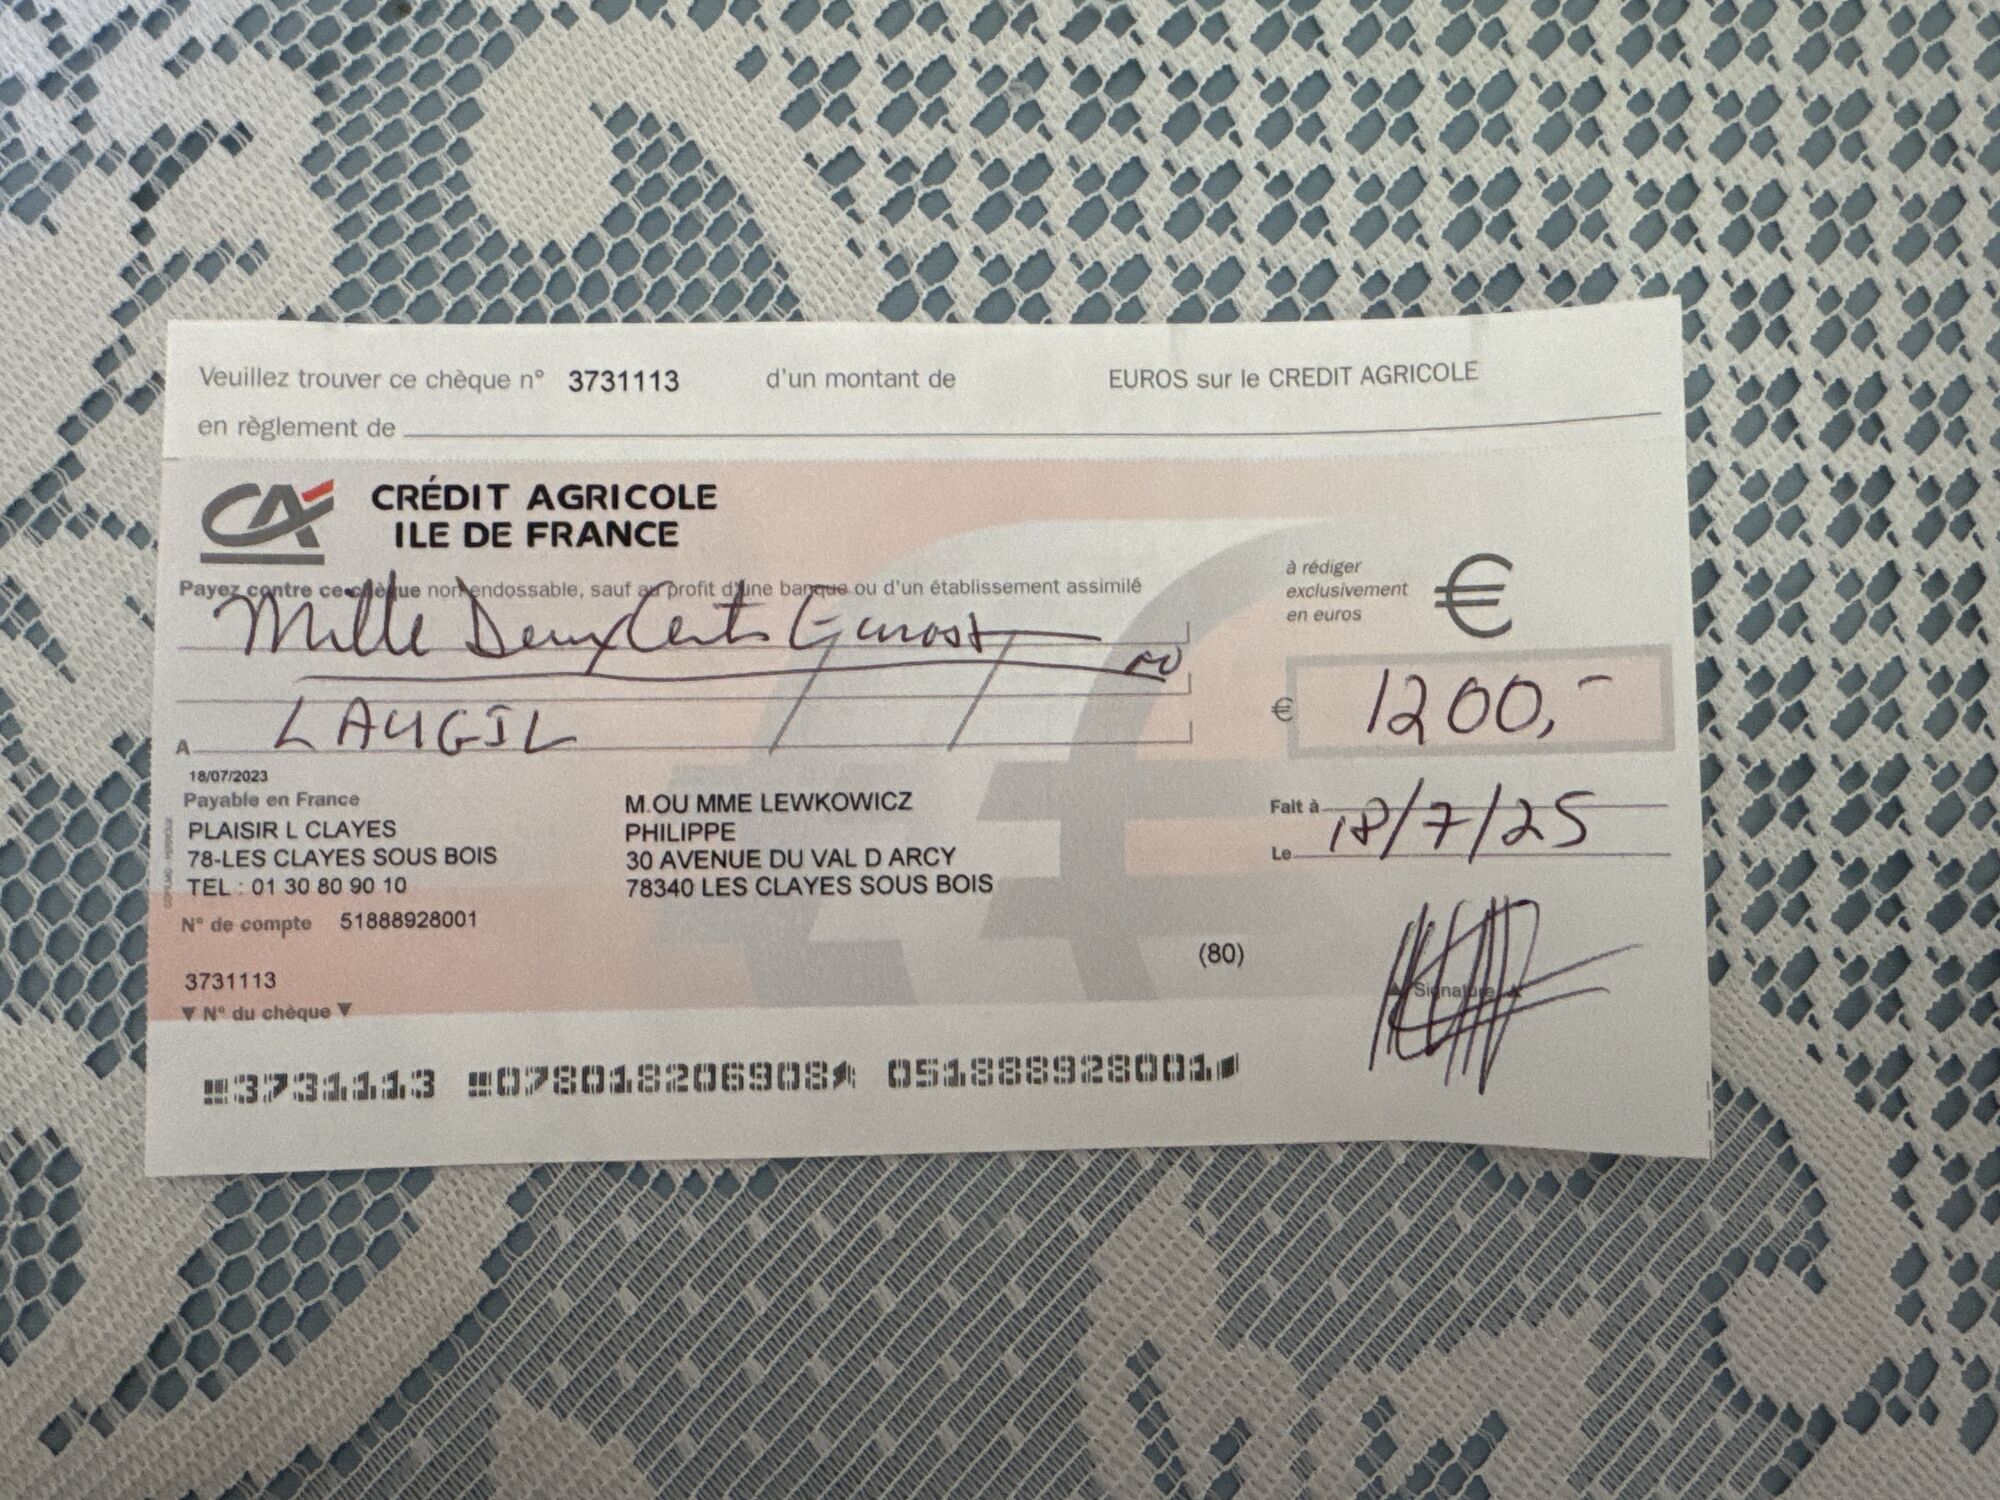 Veuillez trouver ce chèque n° 3731113 d'un montant de EUROS sur le CREDIT AGRICOLE
en règlement de
CA
CRÉDIT AGRICOLE
ILE DE FRANCE
Payez contre ce chèque non endossable, sauf au profit d'une banque ou d'un établissement assimilé
Mille Deux Cents Euros
à rédiger
exclusivement
en euros
€
€ 1200,-
A LAUGIL
18/07/2023
Payable en France
PLAISIR L CLAYES
78-LES CLAYES SOUS BOIS
TEL : 01 30 80 90 10
N° de compte 51888928001
M.OU MME LEWKOWICZ
PHILIPPE
30 AVENUE DU VAL D ARCY
78340 LES CLAYES SOUS BOIS
Fait à
Le 18/7/25
(80)
Signature
3731113
▼ N° du chèque ▼
3731113 078018206908 051888928001